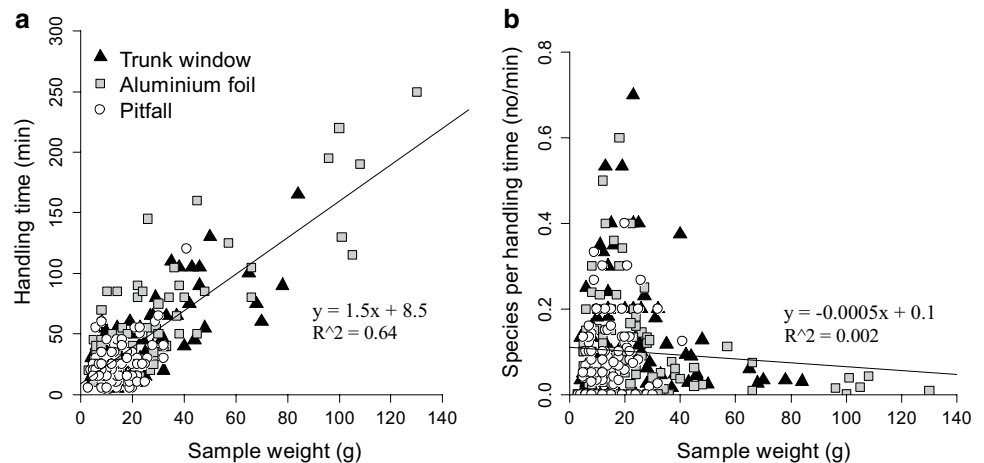 a
Handling time (min)
300
250
200
150
100
50
0
Trunk window
Aluminium foil
Pitfall
y = 1.5x + 8.5
R^2 = 0.64
0 20 40 60 80 100 120 140
Sample weight (g)
b
Species per handling time (no/min)
0.8
0.6
0.4
0.2
0.0
y = -0.0005x + 0.1
R^2 = 0.002
0 20 40 60 80 100 120 140
Sample weight (g)